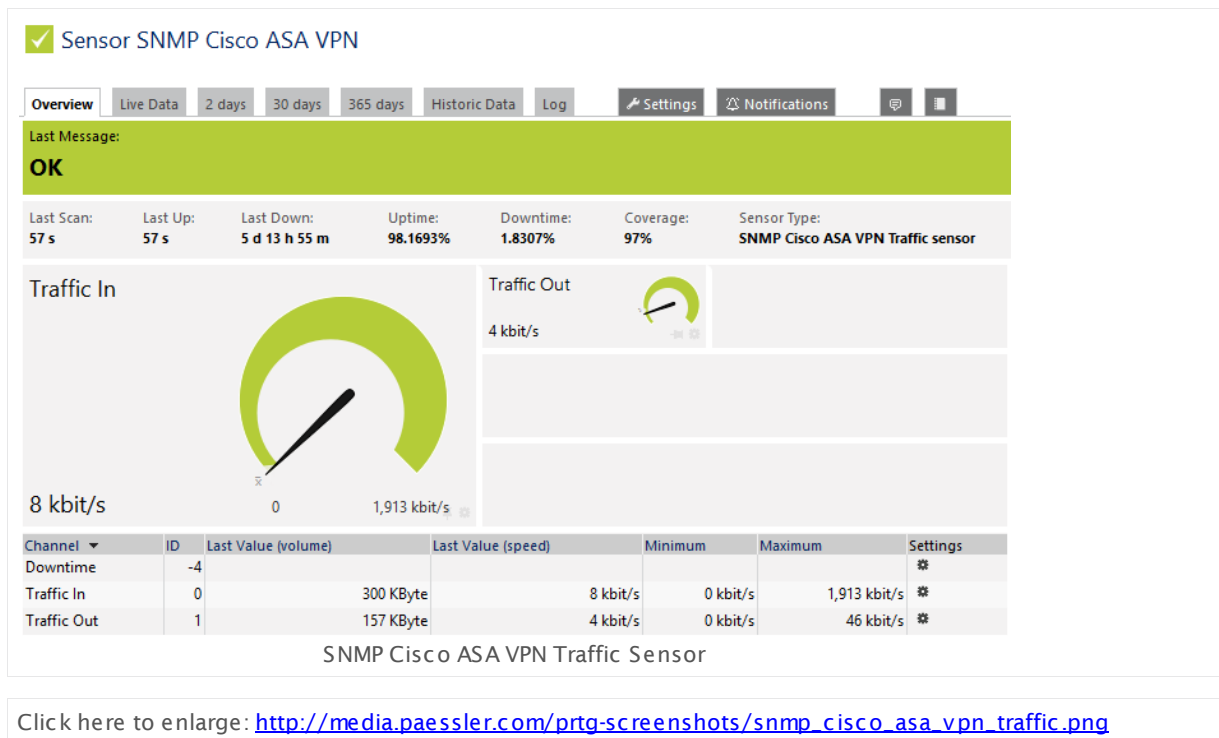 Sensor SNMP Cisco ASA VPN
Overview Live Data 2 days 30 days 365 days Historic Data Log Settings Notifications
Last Message:
OK
Last Scan: Last Up: Last Down: Uptime: Downtime: Coverage: Sensor Type:
57 s 57 s 5 d 13 h 55 m 98.1693% 1.8307% 97% SNMP Cisco ASA VPN Traffic sensor
Traffic In
Traffic Out
4 kbit/s
x̄
8 kbit/s 0 1,913 kbit/s
Channel ID Last Value (volume) Last Value (speed) Minimum Maximum Settings
Downtime -4
Traffic In 0 300 KByte 8 kbit/s 0 kbit/s 1,913 kbit/s
Traffic Out 1 157 KByte 4 kbit/s 0 kbit/s 46 kbit/s
SNMP Cisco ASA VPN Traffic Sensor
Click here to enlarge: http://media.paessler.com/prtg-screenshots/snmp_cisco_asa_vpn_traffic.png